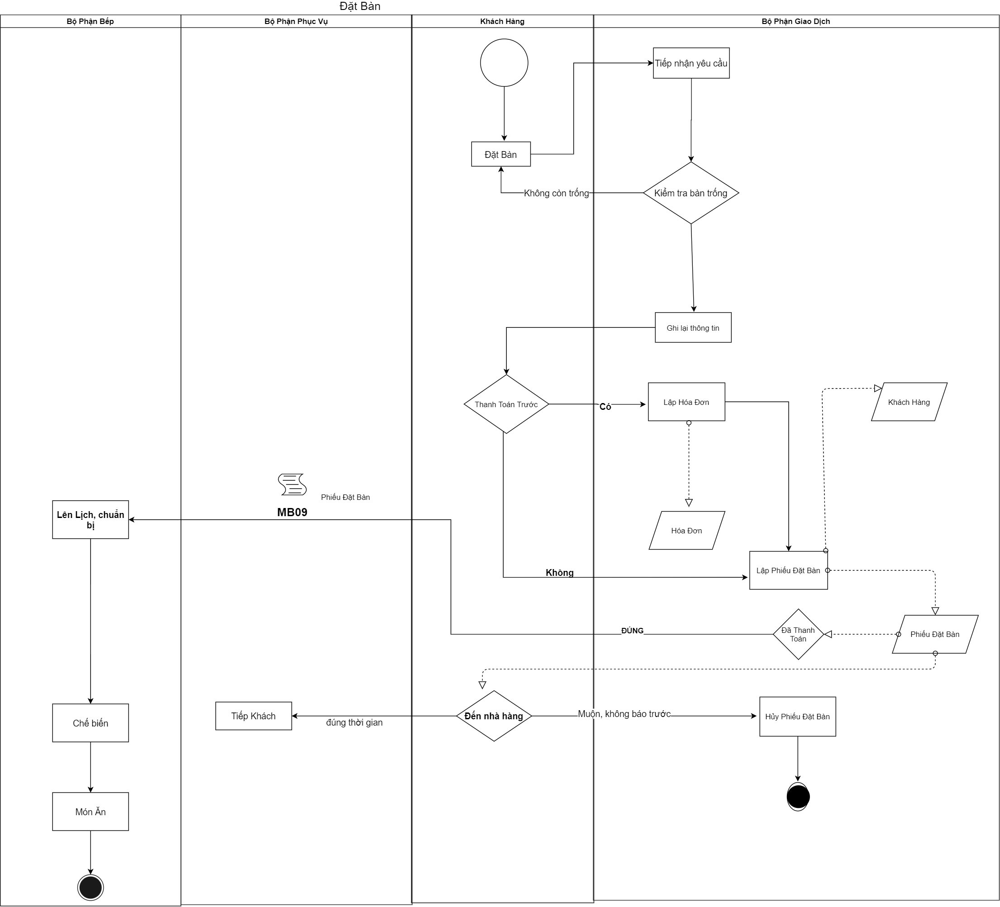 Đặt Bàn
Bộ Phận Bếp
Bộ Phận Phục Vụ
Khách Hàng
Bộ Phận Giao Dịch
Tiếp nhận yêu cầu
Đặt Bàn
Không còn trống
Kiểm tra bàn trống
Ghi lại thông tin
Thanh Toán Trước
Có
Lập Hóa Đơn
Khách Hàng
Phiếu Đặt Bàn
MB09
Lên Lịch, chuẩn
bị
Hóa Đơn
Không
Lập Phiếu Đặt Bàn
ĐÚNG
Đã Thanh
Toán
Phiếu Đặt Bàn
Chế biến
Tiếp Khách
đúng thời gian
Đến nhà hàng
Muộn, không báo trước
Hủy Phiếu Đặt Bàn
Món Ăn